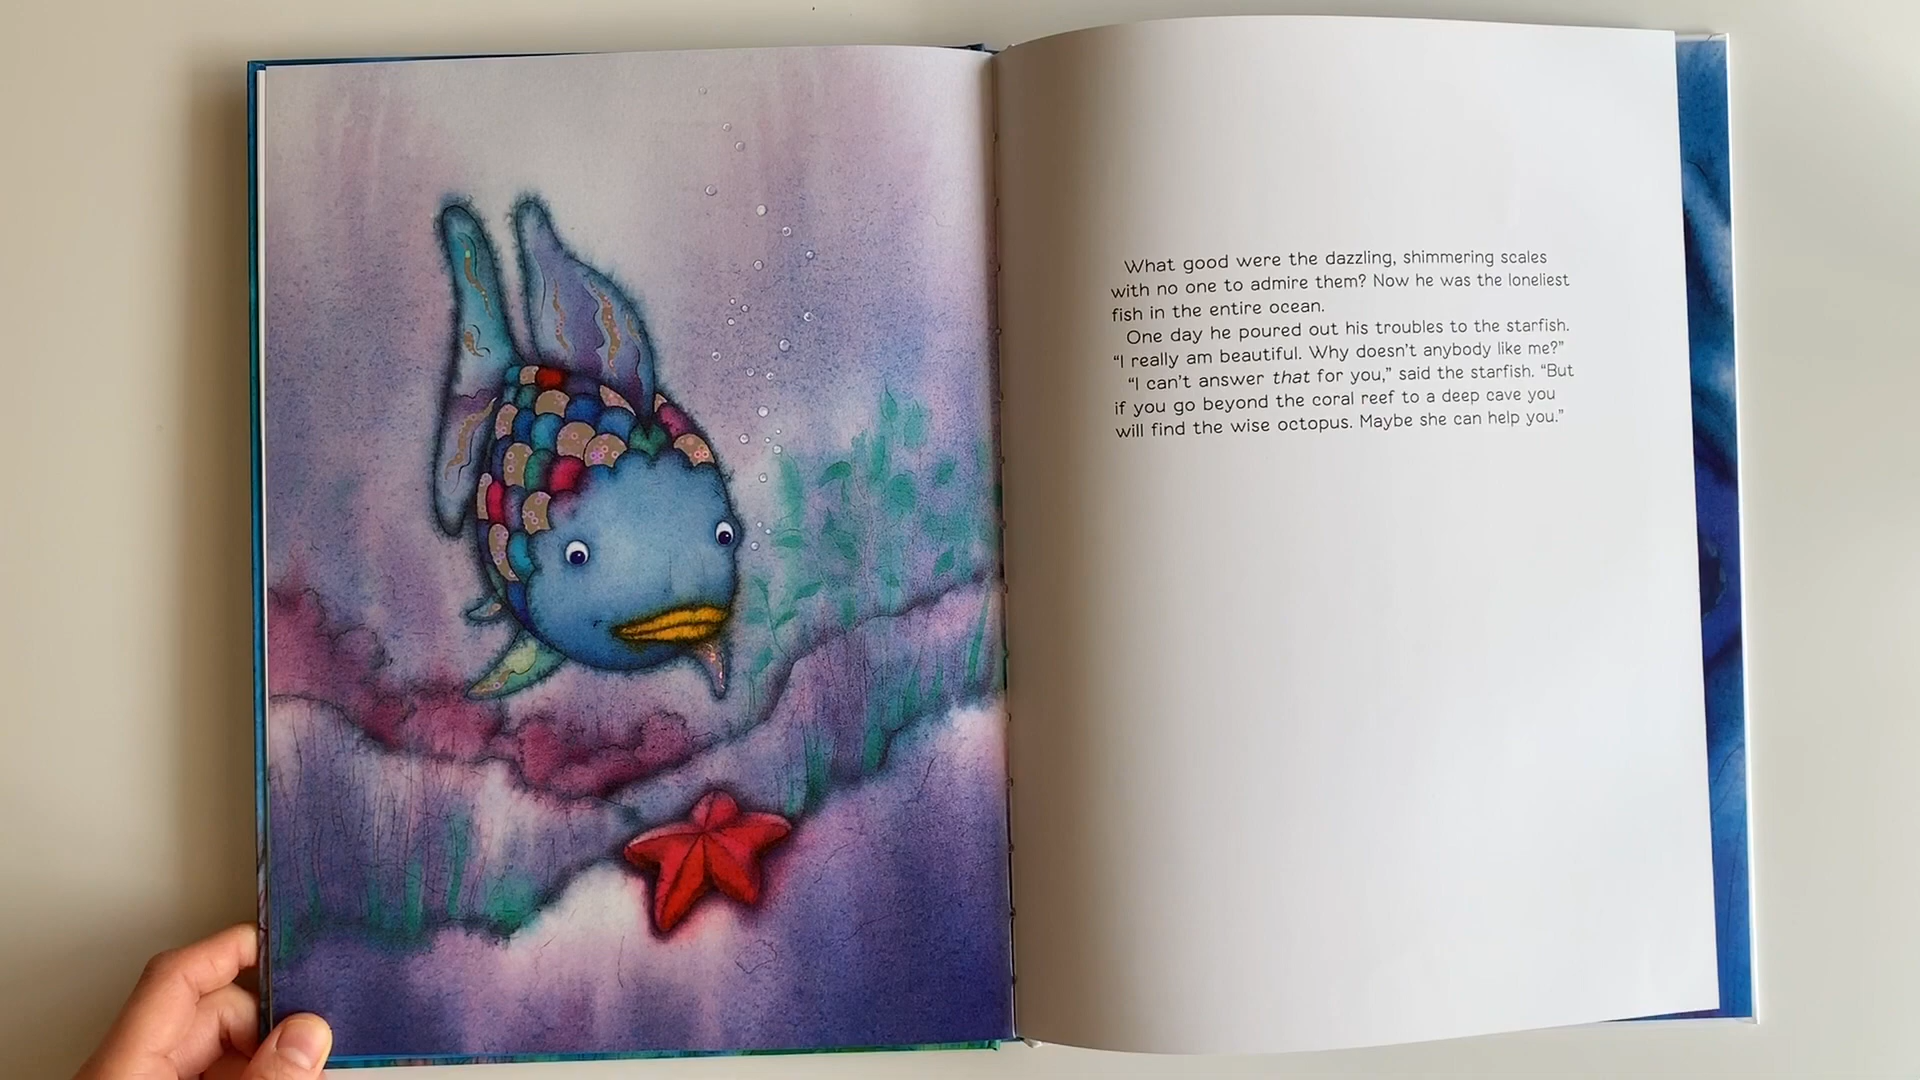 What good were the dazzling, shimmering scales
with no one to admire them? Now he was the loneliest
fish in the entire ocean.
One day he poured out his troubles to the starfish.
“I really am beautiful. Why doesn’t anybody like me?”
“I can’t answer that for you,” said the starfish. “But
if you go beyond the coral reef to a deep cave you
will find the wise octopus. Maybe she can help you.”